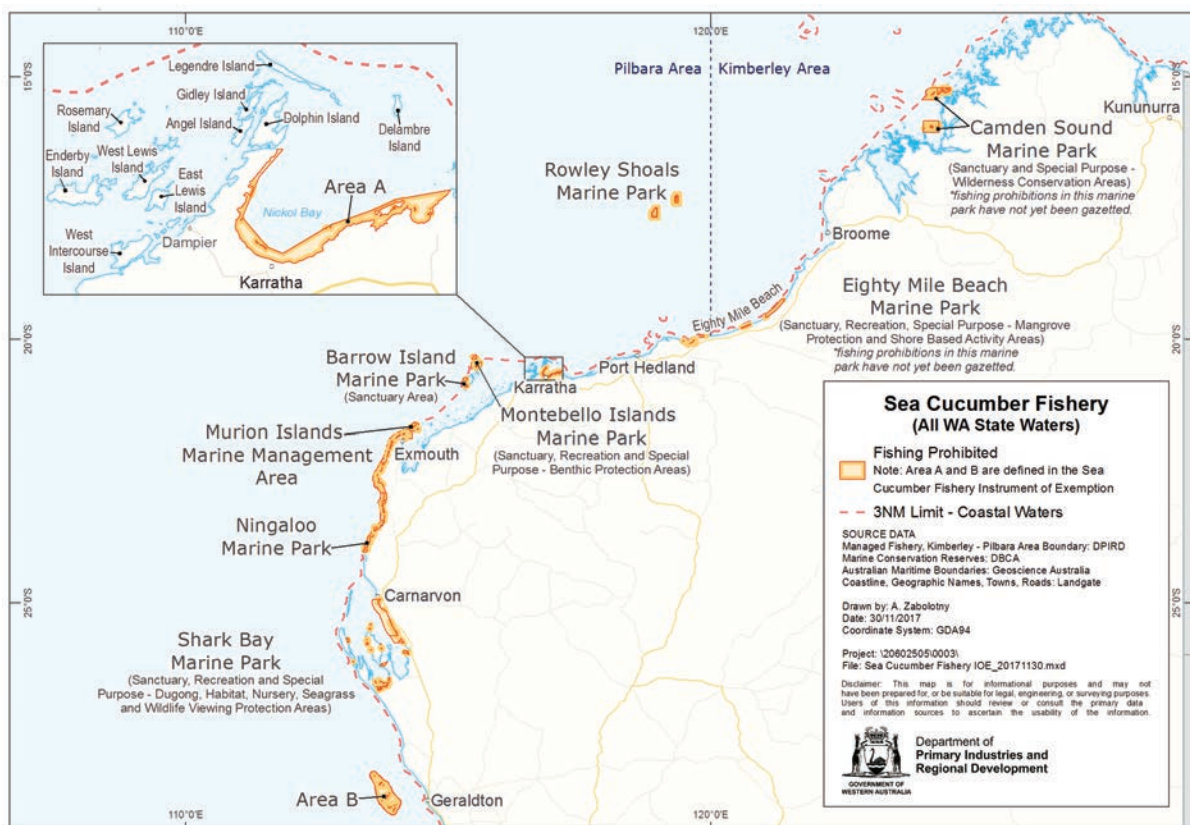 110°0'
120°0'
15°0'S
15°0'S
Legendre Island
Gidley Island
Rosemary
Island
Angel Island
Dolphin Island
Delambre
Island
Enderby
Island
West Lewis
Island
East
Lewis
Island
Area A
Nickol Bay
West
Intercourse
Island
Dampier
Karratha
Pilbara Area
Kimberley Area
Kununurra
Camden Sound
Marine Park
(Sanctuary and Special Purpose -
Wilderness Conservation Areas)
*fishing prohibitions in this marine
park have not yet been gazetted.
Rowley Shoals
Marine Park
Broome
Eighty Mile Beach
Eighty Mile Beach
Marine Park
(Sanctuary, Recreation, Special Purpose - Mangrove
Protection and Shore Based Activity Areas)
*fishing prohibitions in this marine
park have not yet been gazetted.
20°0'S
20°0'S
Barrow Island
Marine Park
(Sanctuary Area)
Karratha
Port Hedland
Montebello Islands
Marine Park
(Sanctuary, Recreation and Special
Purpose - Benthic Protection Areas)
Murion Islands
Marine Management
Area
Exmouth
Ningaloo
Marine Park
25°0'S
25°0'S
Carnarvon
Shark Bay
Marine Park
(Sanctuary, Recreation and Special
Purpose - Dugong, Habitat, Nursery, Seagrass
and Wildlife Viewing Protection Areas)
Area B
Geraldton
110°0'
120°0'
Sea Cucumber Fishery
(All WA State Waters)
Fishing Prohibited
Note: Area A and B are defined in the Sea
Cucumber Fishery Instrument of Exemption
3NM Limit - Coastal Waters
SOURCE DATA
Managed Fishery, Kimberley - Pilbara Area Boundary: DPIRD
Marine Conservation Reserves: DBCA
Australian Maritime Boundaries: Geoscience Australia
Coastline, Geographic Names, Towns, Roads: Landgate
Drawn by: A. Zabolotny
Date: 30/11/2017
Coordinate System: GDA94
Project: \20602505\0003\
File: Sea Cucumber Fishery IOE_20171130.mxd
Disclaimer: This map is for informational purposes and may not
have been prepared for, or be suitable for legal, engineering, or surveying purposes.
Users of this information should review or consult the primary data
and information sources to ascertain the usability of the information.
Department of
Primary Industries and
Regional Development
GOVERNMENT OF
WESTERN AUSTRALIA